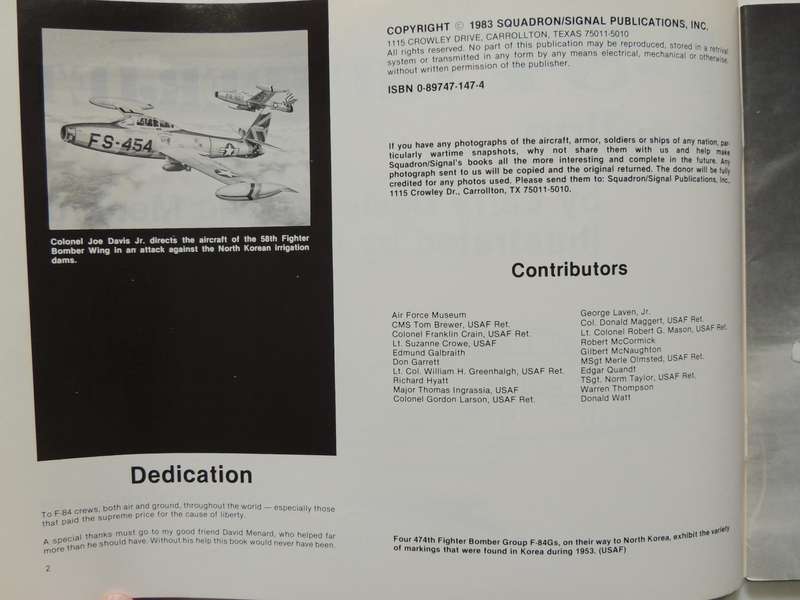 FS-454
Colonel Joe Davis Jr. directs the aircraft of the 58th Fighter
Bomber Wing in an attack against the North Korean irrigation
dams.
Dedication
To F-84 crews, both air and ground, throughout the world — especially those
that paid the supreme price for the cause of liberty.
A special thanks must go to my good friend David Menard, who helped far
more than he should have. Without his help this book would never have been.
2
COPYRIGHT © 1983 SQUADRON/SIGNAL PUBLICATIONS, INC.
1115 CROWLEY DRIVE, CARROLLTON, TEXAS 75011-5010
All rights reserved. No part of this publication may be reproduced, stored in a retrival
system or transmitted in any form by any means electrical, mechanical or otherwise,
without written permission of the publisher.
ISBN 0-89747-147-4
If you have any photographs of the aircraft, armor, soldiers or ships of any nation, par-
ticularly wartime snapshots, why not share them with us and help make
Squadron/Signal's books all the more interesting and complete in the future. Any
photograph sent to us will be copied and the original returned. The donor will be fully
credited for any photos used. Please send them to: Squadron/Signal Publications, Inc.,
1115 Crowley Dr., Carrollton, TX 75011-5010.
Contributors
Air Force Museum
CMS Tom Brewer, USAF Ret.
Colonel Franklin Crain, USAF Ret.
Lt. Suzanne Crowe, USAF
Edmund Galbraith
Don Garrett
Lt. Col. William H. Greenhalgh, USAF Ret.
Richard Hyatt
Major Thomas Ingrassia, USAF
Colonel Gordon Larson, USAF Ret.
George Laven, Jr.
Col. Donald Maggert, USAF Ret.
Lt. Colonel Robert G. Mason, USAF Ret.
Robert McCormick
Gilbert McNaughton
MSgt Merle Olmsted, USAF Ret.
Edgar Quandt
TSgt. Norm Taylor, USAF Ret.
Warren Thompson
Donald Watt
Four 474th Fighter Bomber Group F-84Gs, on their way to North Korea, exhibit the variety
of markings that were found in Korea during 1953. (USAF)